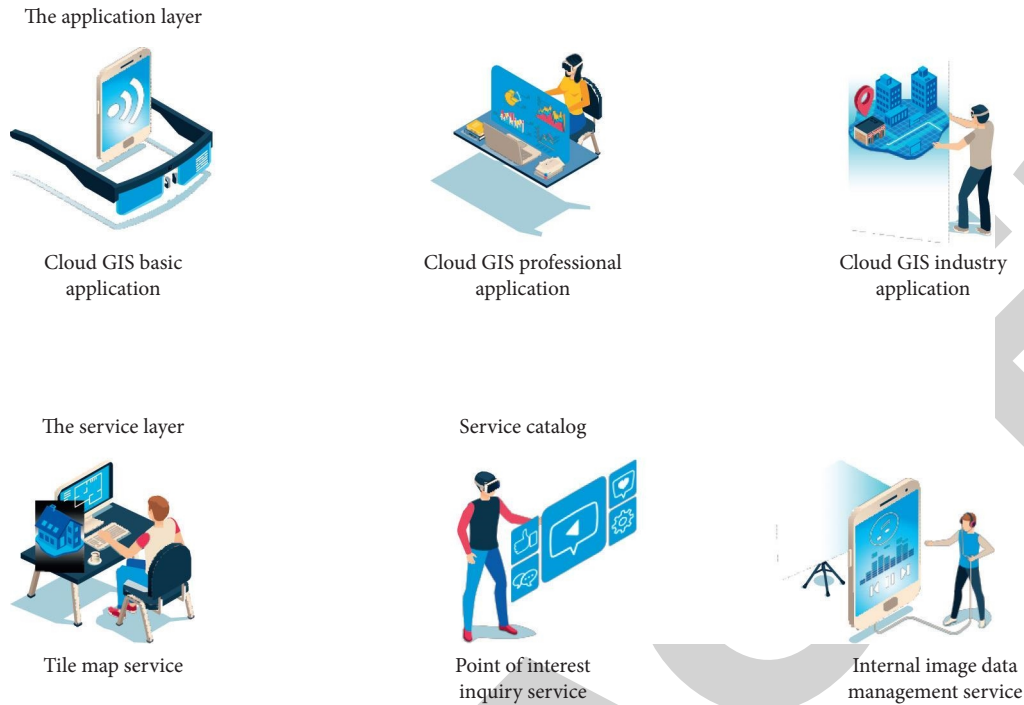 The application layer
Cloud GIS basic
application
Cloud GIS professional
application
Cloud GIS industry
application
The service layer
Service catalog
Tile map service
Point of interest
inquiry service
Internal image data
management service